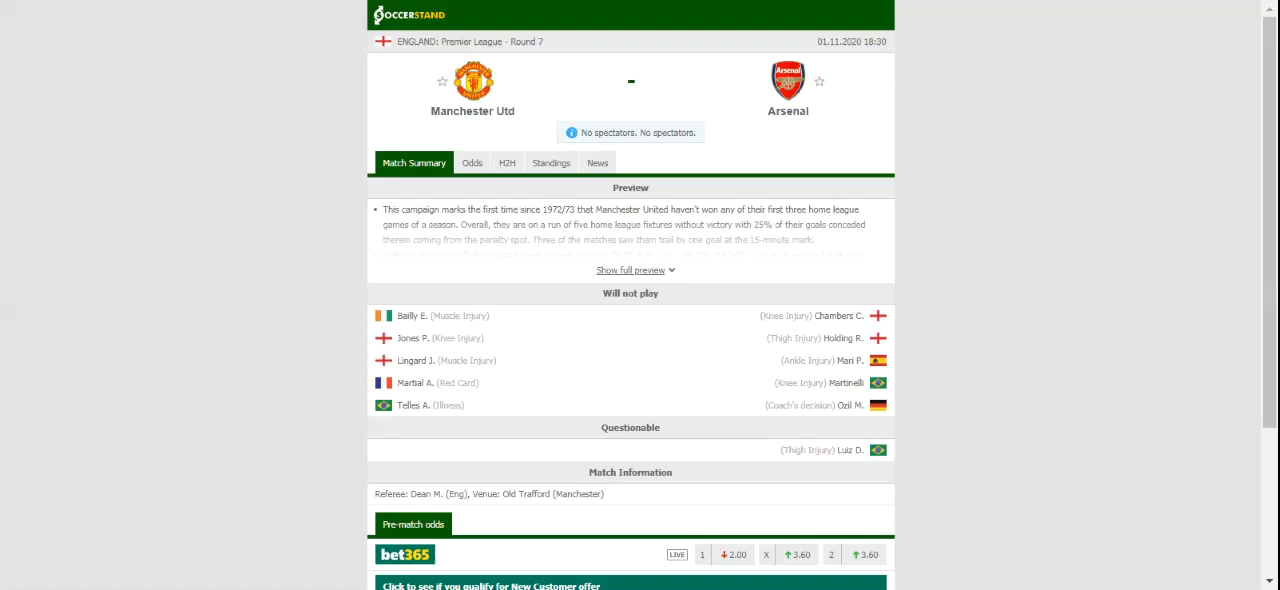 SOCCERSTAND
ENGLAND: Premier League - Round 7 01.11.2020 18:30
-
Manchester Utd Arsenal
No spectators. No spectators.
Match Summary Odds H2H Standings News
Preview
• This campaign marks the first time since 1972/73 that Manchester United haven't won any of their first three home league
games of a season. Overall, they are on a run of five home league fixtures without victory with 25% of their goals conceded
therein coming from the penalty spot. Three of the matches saw them trail by one goal at the 15-minute mark.
Show full preview
Will not play
Bailly E. (Muscle Injury) (Knee Injury) Chambers C.
Jones P. (Knee Injury) (Thigh Injury) Holding R.
Lingard J. (Muscle Injury) (Ankle Injury) Mari P.
Martial A. (Red Card) (Knee Injury) Martinelli
Telles A. (Illness) (Coach's decision) Ozil M.
Questionable
(Thigh Injury) Luiz D.
Match Information
Referee: Dean M. (Eng), Venue: Old Trafford (Manchester)
Pre-match odds
bet365 LIVE 1 2.00 X 3.60 2 3.60
Click to see if you qualify for New Customer offer